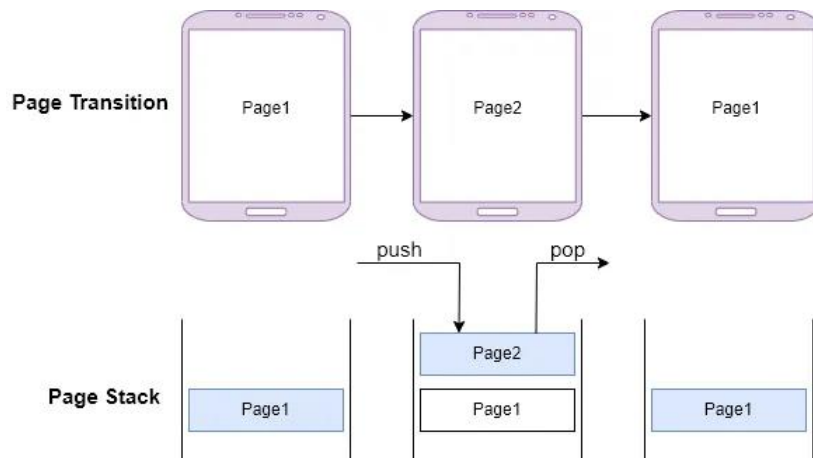 Page Transition
Page1
Page2
Page1
push
pop
Page Stack
Page2
Page1
Page1
Page1